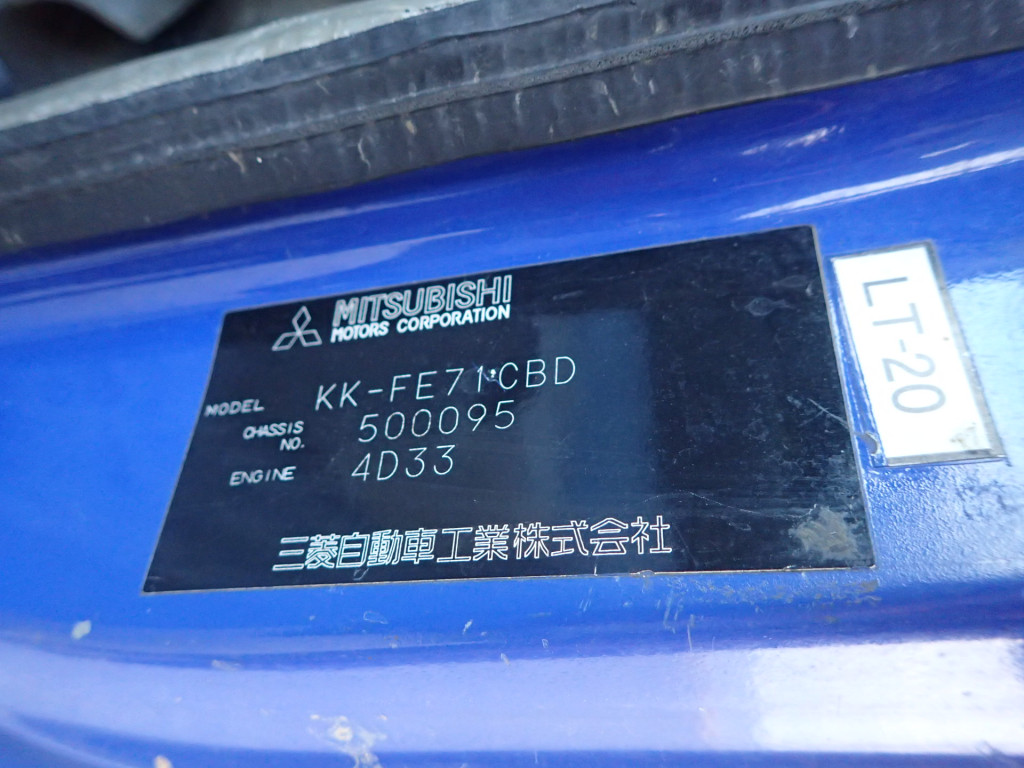 MITSUBISHI
MOTORS CORPORATION
MODEL KK-FE71CBD
CHASSIS NO. 500095
ENGINE 4D33
三菱自動車工業株式会社
LT-20